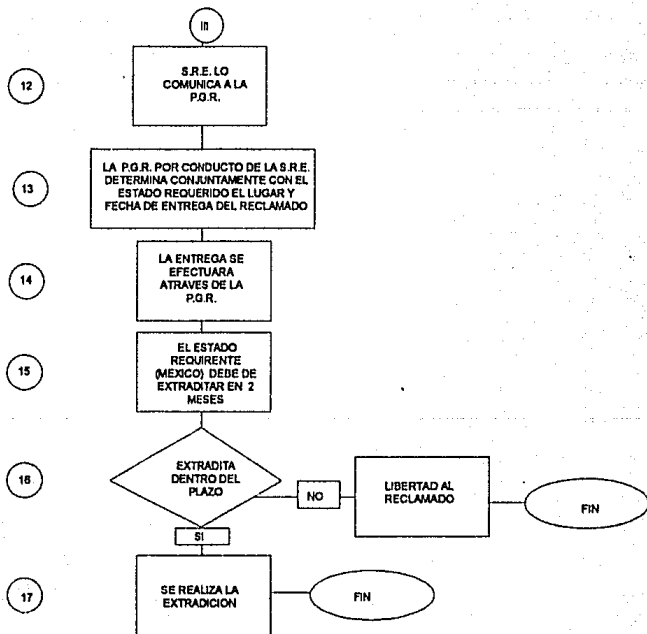 III
12
S.R.E. LO
COMUNICA A LA
P.G.R.
13
LA P.G.R. POR CONDUCTO DE LA S.R.E.
DETERMINA CONJUNTAMENTE CON EL
ESTADO REQUERIDO EL LUGAR Y
FECHA DE ENTREGA DEL RECLAMADO
14
LA ENTREGA SE
EFECTUARA
ATRAVES DE LA
P.G.R.
15
EL ESTADO
REQUIRENTE
(MEXICO) DEBE DE
EXTRADITAR EN 2
MESES
16
EXTRADITA
DENTRO DEL
PLAZO
NO
LIBERTAD AL
RECLAMADO
FIN
SI
17
SE REALIZA LA
EXTRADICION
FIN